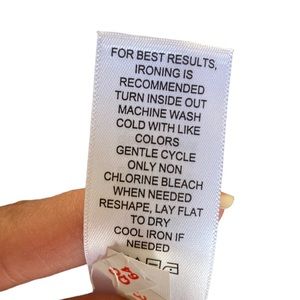 FOR BEST RESULTS,
IRONING IS
RECOMMENDED
TURN INSIDE OUT
MACHINE WASH
COLD WITH LIKE
COLORS
GENTLE CYCLE
ONLY NON
CHLORINE BLEACH
WHEN NEEDED
RESHAPE, LAY FLAT
TO DRY
COOL IRON IF
NEEDED